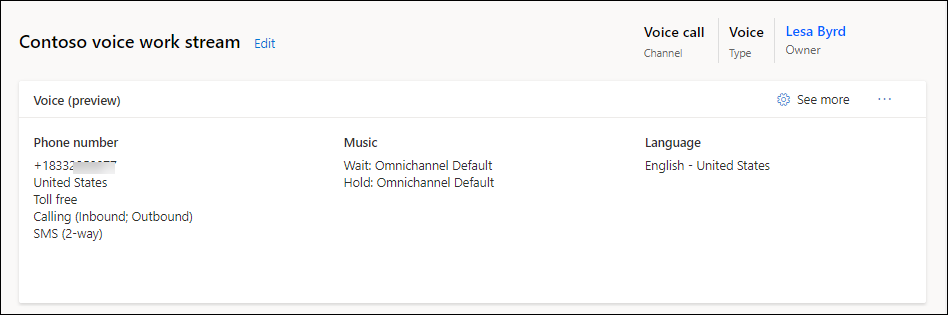 Contoso voice work stream Edit
Voice call
Channel
Voice
Type
Lesa Byrd
Owner
Voice (preview)
See more
Phone number
United States
Toll free
Calling (Inbound; Outbound)
SMS (2-way)
Music
Wait: Omnichannel Default
Hold: Omnichannel Default
Language
English - United States